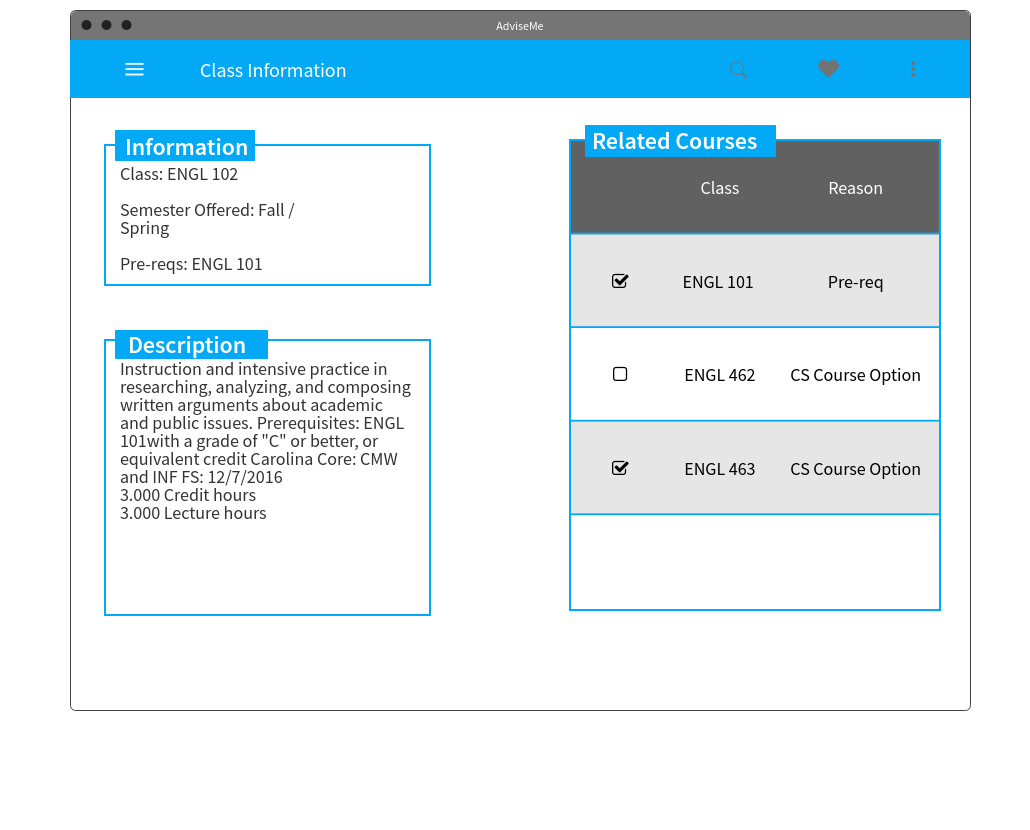 AdviseMe
Class Information
Information
Class: ENGL 102
Semester Offered: Fall /
Spring
Pre-reqs: ENGL 101
Description
Instruction and intensive practice in
researching, analyzing, and composing
written arguments about academic
and public issues. Prerequisites: ENGL
101with a grade of "C" or better, or
equivalent credit Carolina Core: CMW
and INF FS: 12/7/2016
3.000 Credit hours
3.000 Lecture hours
Related Courses
Class Reason
ENGL 101 Pre-req
ENGL 462 CS Course Option
ENGL 463 CS Course Option